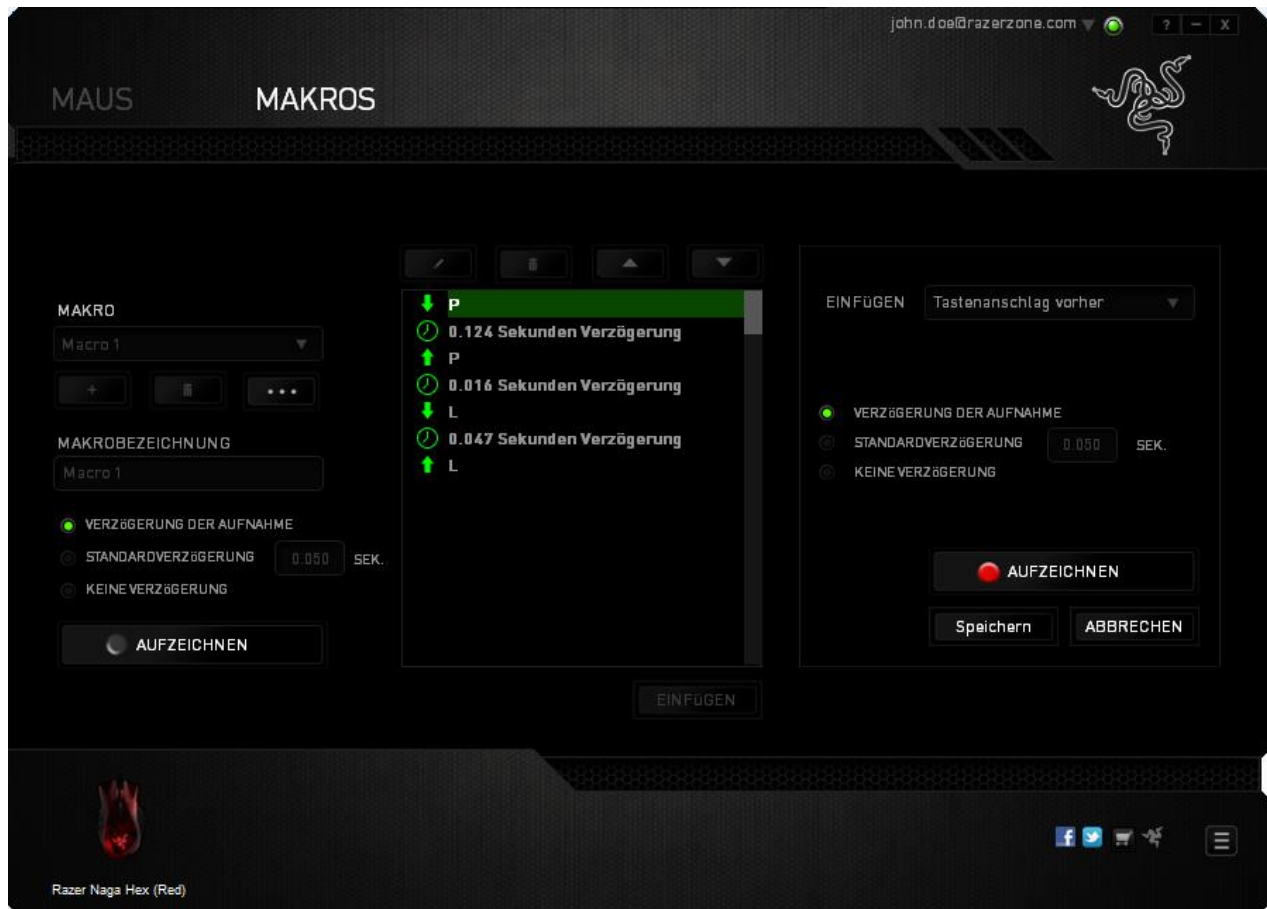 john.doe@razerzone.com
? – X
MAUS MAKROS
MAKRO
Macro 1
+ ...
MAKROBEZEICHNUNG
Macro 1
VERZÖGERUNG DER AUFNAHME
STANDARDVERZÖGERUNG 0.050 SEK.
KEINE VERZÖGERUNG
AUFZEICHNEN
P
0.124 Sekunden Verzögerung
P
0.016 Sekunden Verzögerung
L
0.047 Sekunden Verzögerung
L
EINFÜGEN
EINFÜGEN Tastenanschlag vorher
VERZÖGERUNG DER AUFNAHME
STANDARDVERZÖGERUNG 0.050 SEK.
KEINE VERZÖGERUNG
AUFZEICHNEN
Speichern ABBRECHEN
Razer Naga Hex (Red)